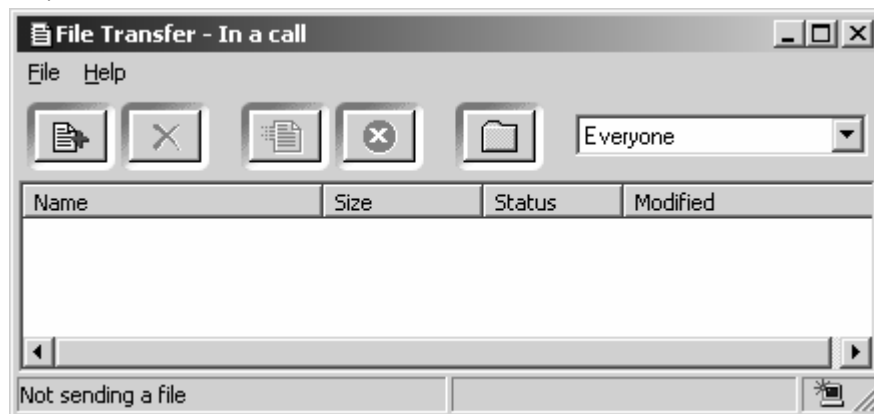 File Transfer - In a call
File Help
Everyone
Name Size Status Modified
Not sending a file